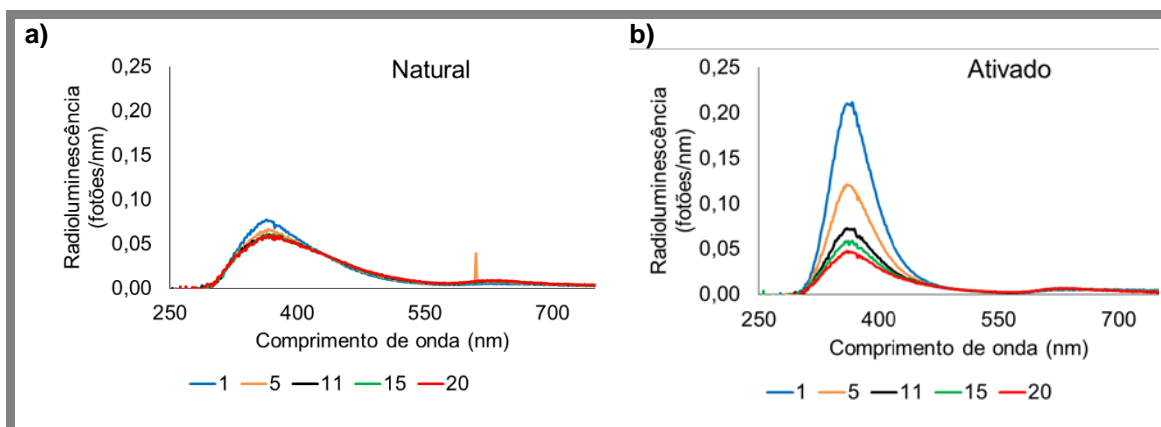 a)
Natural
Radioluminescência
(fotões/nm)
0,25
0,20
0,15
0,10
0,05
0,00
250 400 550 700
Comprimento de onda (nm)
1 5 11 15 20
b)
Ativado
Radioluminescência
(fotões/nm)
0,25
0,20
0,15
0,10
0,05
0,00
250 400 550 700
Comprimento de onda (nm)
1 5 11 15 20